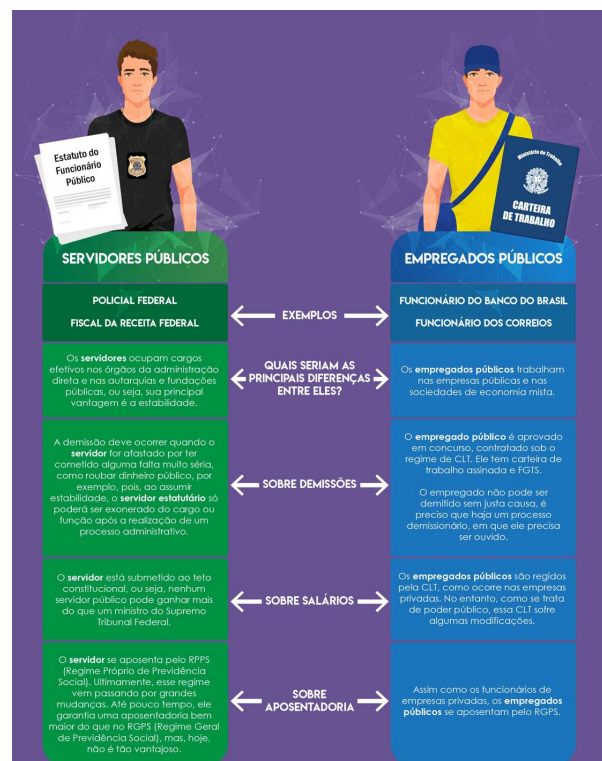 Estatuto do
Funcionário
Público
Ministério do Trabalho
CARTEIRA
DE TRABALHO
SERVIDORES PÚBLICOS
EMPREGADOS PÚBLICOS
POLICIAL FEDERAL
FISCAL DA RECEITA FEDERAL
EXEMPLOS
FUNCIONÁRIO DO BANCO DO BRASIL
FUNCIONÁRIO DOS CORREIOS
Os servidores ocupam cargos
efetivos nos órgãos da administração
direta e nas autarquias e fundações
públicas, ou seja, sua principal
vantagem é a estabilidade.
QUAIS SERIAM AS
PRINCIPAIS DIFERENÇAS
ENTRE ELES?
Os empregados públicos trabalham
nas empresas públicas e nas
sociedades de economia mista.
A demissão deve ocorrer quando o
servidor for afastado por ter
cometido alguma falta muito séria,
como roubar dinheiro público, por
exemplo, pois, ao assumir
estabilidade, o servidor estatutário só
poderá ser exonerado do cargo ou
função após a realização de um
processo administrativo.
SOBRE DEMISSÕES
O empregado público é aprovado
em concurso, contratado sob o
regime de CLT. Ele tem carteira de
trabalho assinada e FGTS.
O empregado não pode ser
demitido sem justa causa, é
preciso que haja um processo
demissionário, em que ele precisa
ser ouvido.
O servidor está submetido ao teto
constitucional, ou seja, nenhum
servidor público pode ganhar mais
do que um ministro do Supremo
Tribunal Federal.
SOBRE SALÁRIOS
Os empregados públicos são regidos
pela CLT, como ocorre nas empresas
privadas. No entanto, como se trata
de poder público, essa CLT sofre
algumas modificações.
O servidor se aposenta pelo RPPS
(Regime Próprio de Previdência
Social). Ultimamente, esse regime
vem passando por grandes
mudanças. Até pouco tempo, ele
garantia uma aposentadoria bem
maior do que no RGPS (Regime Geral
de Previdência Social), mas, hoje,
não é tão vantajoso.
SOBRE
APOSENTADORIA
Assim como os funcionários de
empresas privadas, os empregados
públicos se aposentam pelo RGPS.